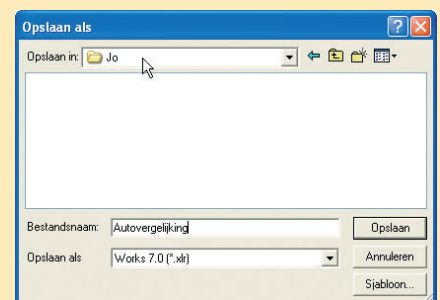 Opslaan als
Opslaan in: Jo
Bestandsnaam: Autovergelijking Opslaan
Opslaan als Works 7.0 (*.xlr) Annuleren
Sjabloon...